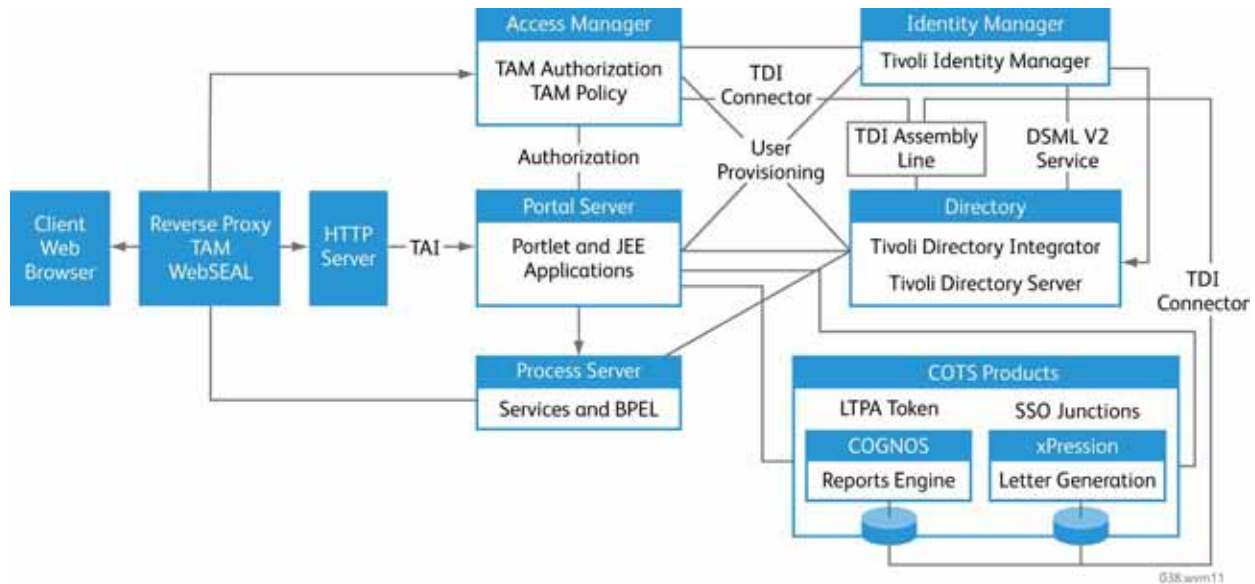 Access Manager
TAM Authorization
TAM Policy
Identity Manager
Tivoli Identity Manager
TDI
Connector
TDI Assembly
Line
DSML V2
Service
User
Provisioning
Authorization
Client
Web
Browser
Reverse Proxy
TAM
WebSEAL
HTTP
Server
TAI
Portal Server
Portlet and JEE
Applications
Directory
Tivoli Directory Integrator
Tivoli Directory Server
TDI
Connector
Process Server
Services and BPEL
COTS Products
LTPA Token
SSO Junctions
COGNOS
Reports Engine
xPression
Letter Generation
038.wvm11